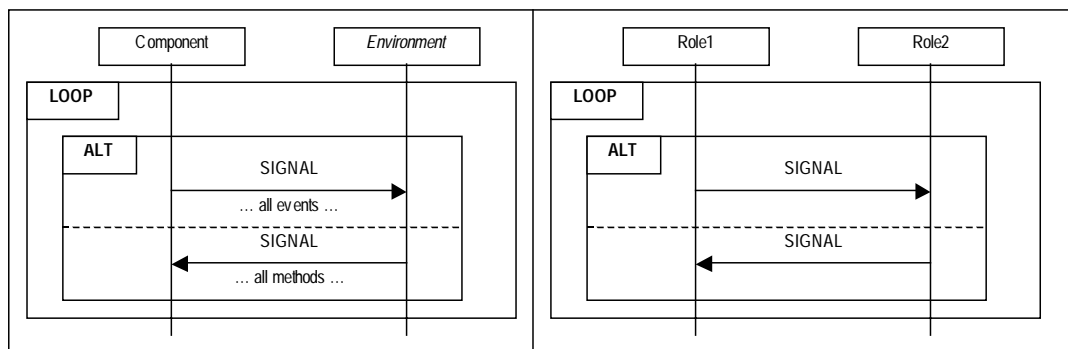 Component
Environment
LOOP
ALT
SIGNAL
... all events ...
SIGNAL
... all methods ...
Role1
Role2
LOOP
ALT
SIGNAL
SIGNAL